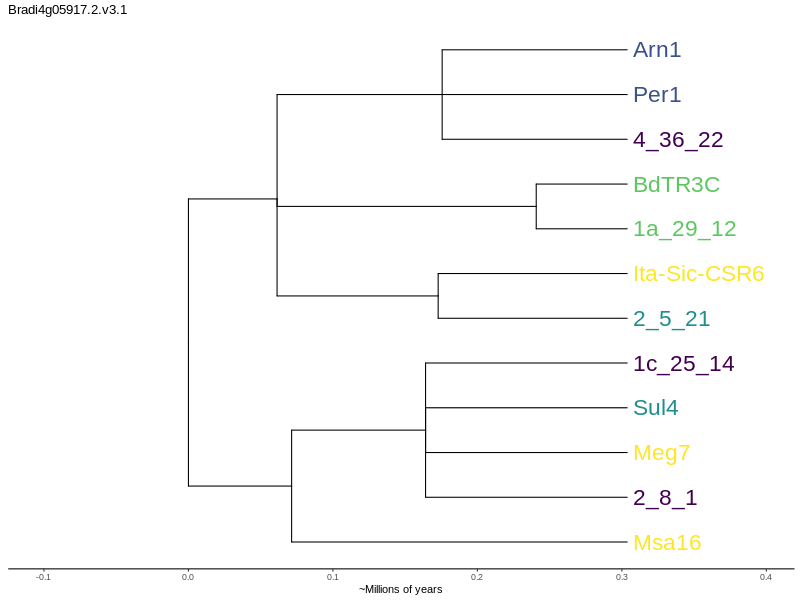 Bradi4g05917.2.v3.1
Arn1
Per1
4_36_22
BdTR3C
1a_29_12
Ita-Sic-CSR6
2_5_21
1c_25_14
Sul4
Meg7
2_8_1
Msa16
-0.1 0.0 0.1 0.2 0.3 0.4
~Millions of years